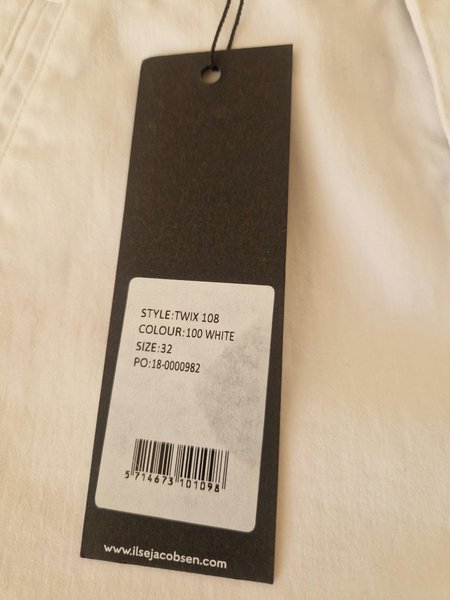 STYLE:TWIX 108
COLOUR:100 WHITE
SIZE:32
PO:18-0000982
5 714673 101098
www.ilsejacobsen.com